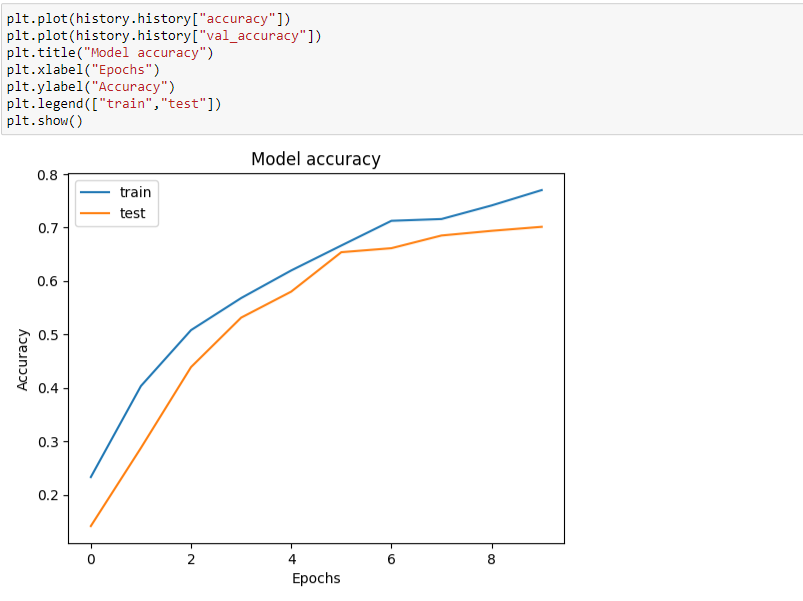 plt.plot(history.history["accuracy"])
plt.plot(history.history["val_accuracy"])
plt.title("Model accuracy")
plt.xlabel("Epochs")
plt.ylabel("Accuracy")
plt.legend(["train","test"])
plt.show()
Model accuracy
train
test
0.8
0.7
0.6
0.5
0.4
0.3
0.2
Accuracy
0 2 4 6 8
Epochs